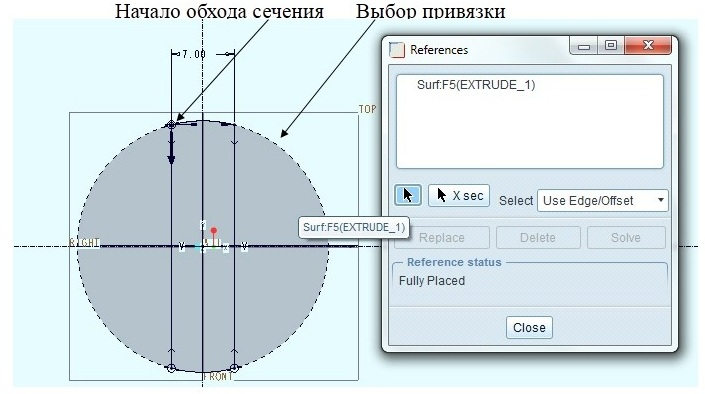 Начало обхода сечения
Выбор привязки
7.00
TOP
RIGHT
FRONT
Surf:F5(EXTRUDE_1)
References
Surf:F5(EXTRUDE_1)
X sec
Select
Use Edge/Offset
Replace
Delete
Solve
Reference status
Fully Placed
Close